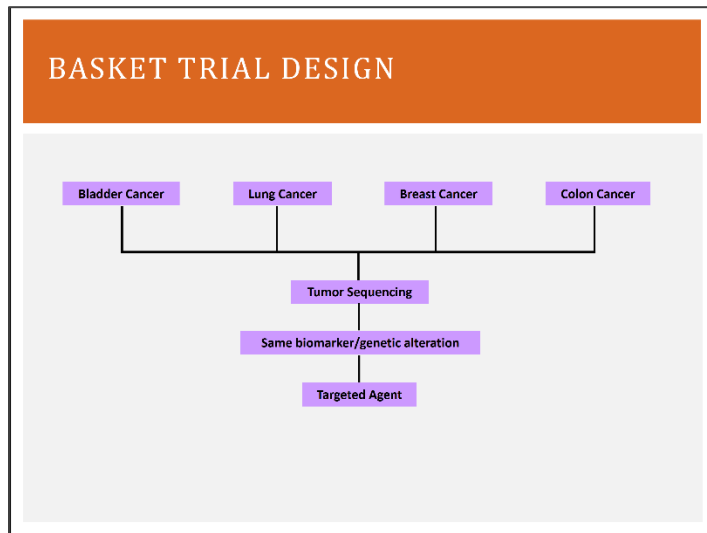 BASKET TRIAL DESIGN
Bladder Cancer
Lung Cancer
Breast Cancer
Colon Cancer
Tumor Sequencing
Same biomarker/genetic alteration
Targeted Agent